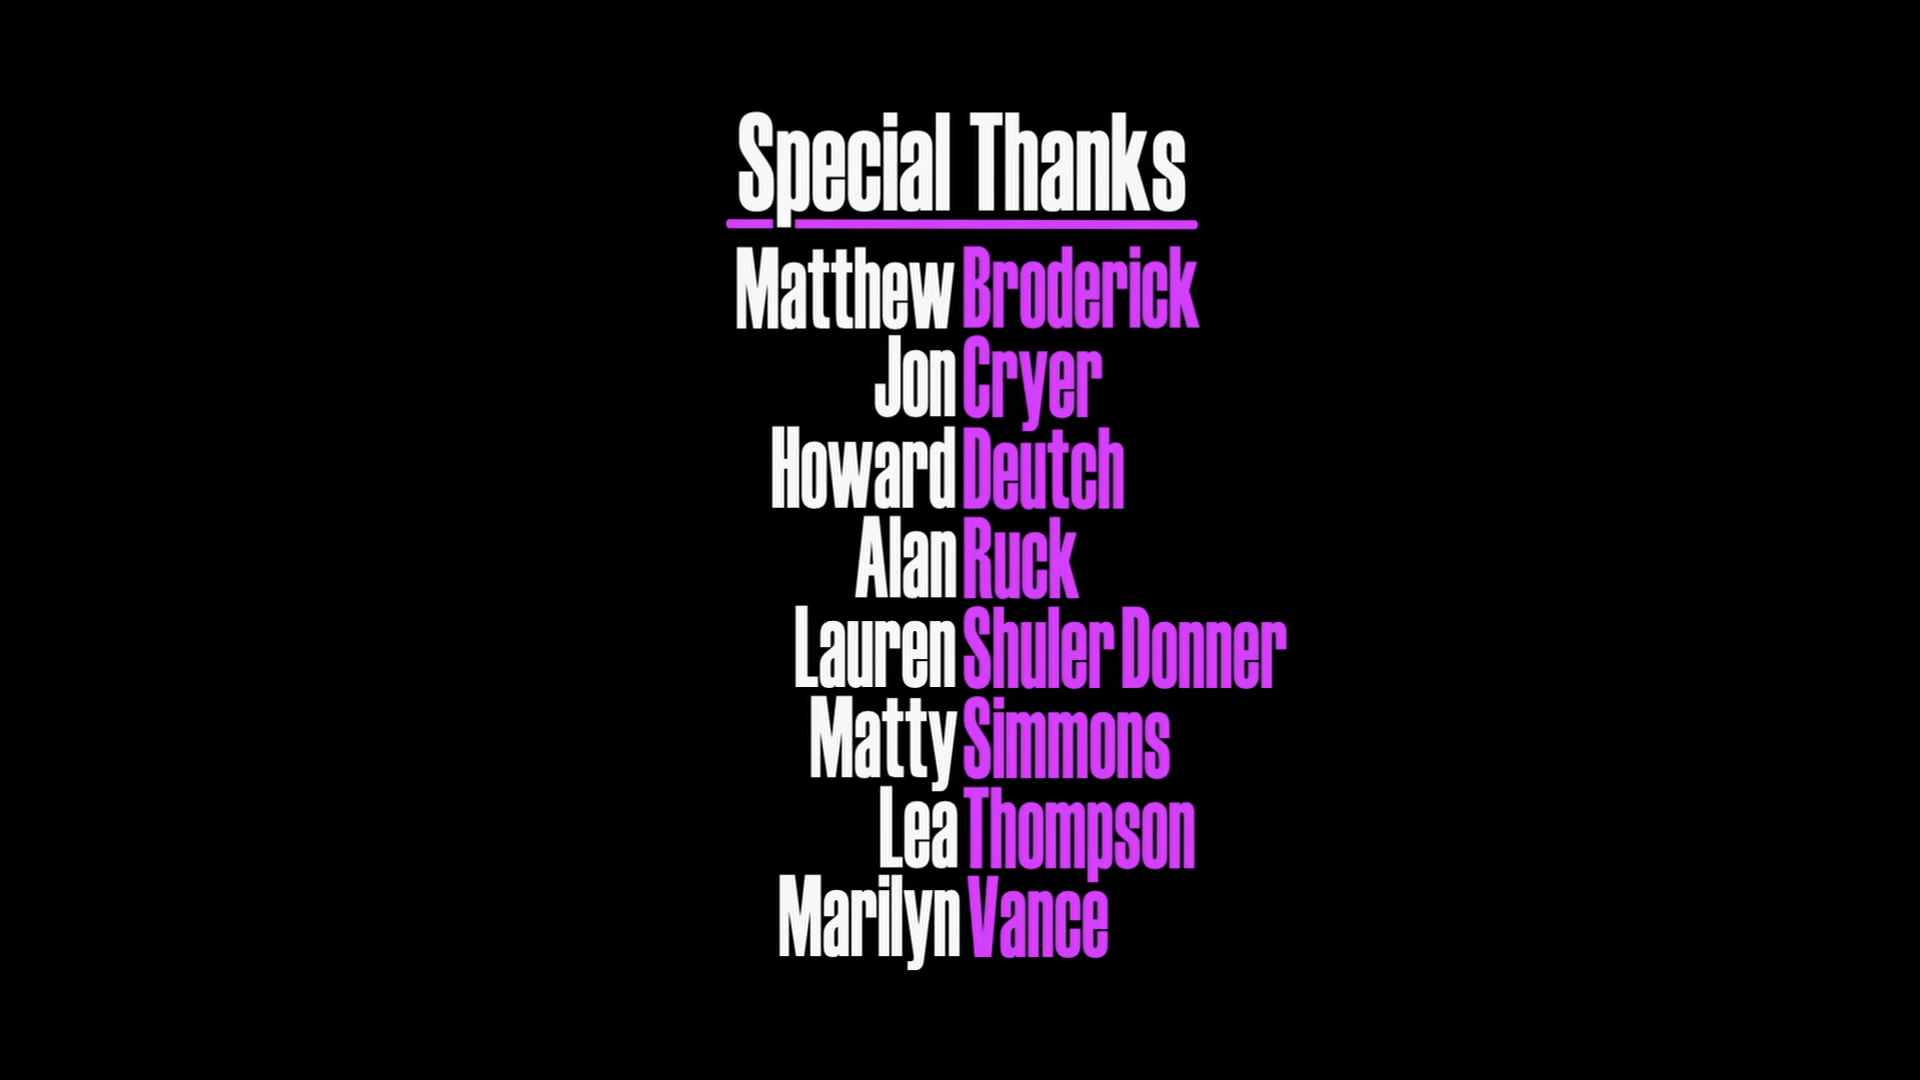 Special Thanks
Matthew Broderick
Jon Cryer
Howard Deutch
Alan Ruck
Lauren Shuler Donner
Matty Simmons
Lea Thompson
Marilyn Vance